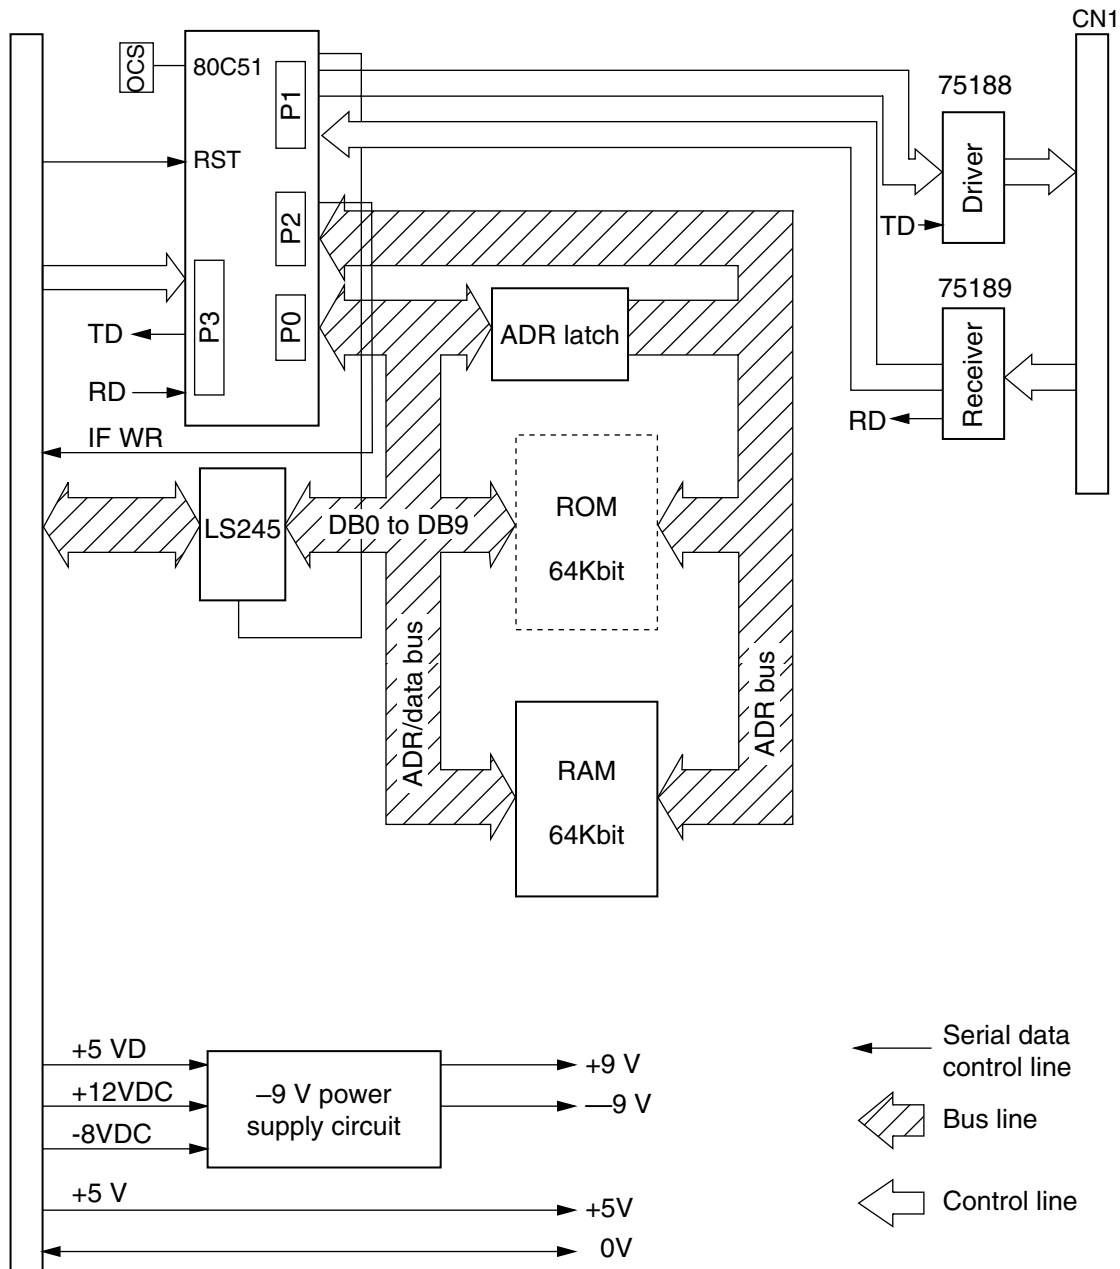 CN1
OCS
80C51
P1
75188
Driver
RST
P2
TD
75189
P3
P0
ADR latch
TD
Receiver
RD
RD
IF WR
LS245
DB0 to DB9
ROM
64Kbit
ADR/data bus
ADR bus
RAM
64Kbit
+5 VD
+12VDC
-8VDC
–9 V power
supply circuit
+9 V
—9 V
+5 V
+5V
0V
Serial data
control line
Bus line
Control line